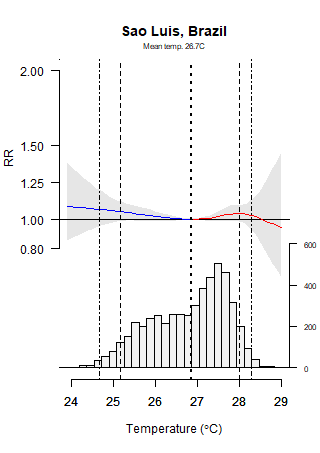 Sao Luis, Brazil
Mean temp. 26.7C
2.00
1.50
1.25
1.00
0.80
RR
600
400
200
0
24 25 26 27 28 29
Temperature (°C)